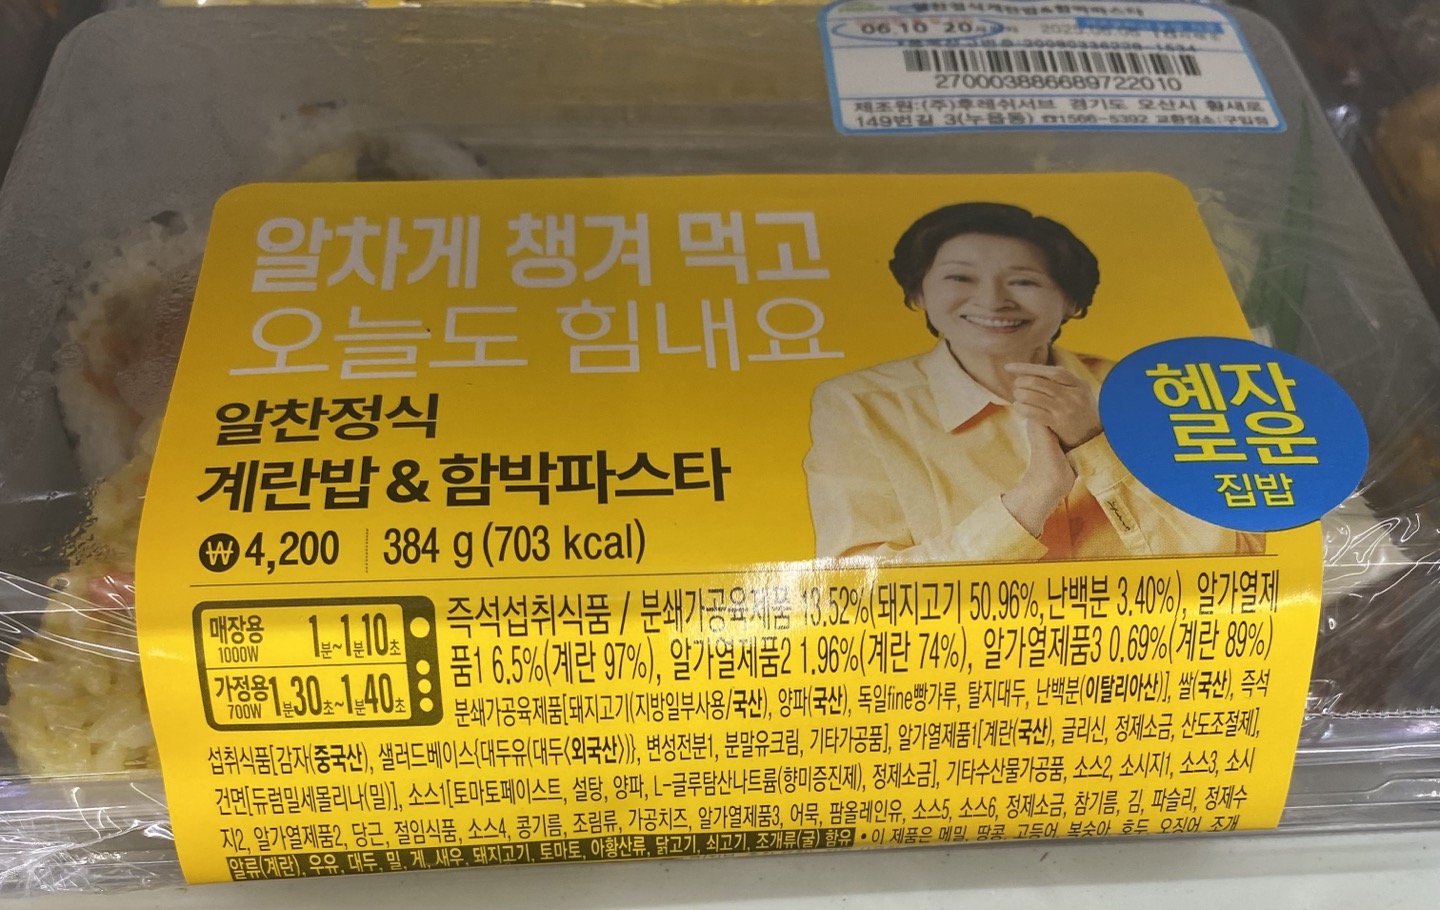 알찬정식계란밥&함박파스타
06.10 20
2700038866689722010
제조원:(주)후레쉬서브 경기도 오산시 황새로
149번길 3(누읍동) ☎1566-5392 교환장소:구입점
알차게 챙겨 먹고
오늘도 힘내요
알찬정식
계란밥&함박파스타
₩4,200 384 g (703 kcal)
혜자
로운
집밥
매장용 1000W 1분~1분10초
가정용 700W 1분30초~1분40초
즉석섭취식품 / 분쇄가공육제품 13.52%(돼지고기 50.96%, 난백분 3.40%), 알가열제
품1 6.5%(계란 97%), 알가열제품2 1.96%(계란 74%), 알가열제품3 0.69%(계란 89%)
분쇄가공육제품[돼지고기(지방일부사용/국산), 양파(국산), 독일fine빵가루, 탈지대두, 난백분(이탈리아산)], 쌀(국산), 즉석
섭취식품[감자(중국산), 샐러드베이스{대두유(대두〈외국산〉)}, 변성전분1, 분말유크림, 기타가공품], 알가열제품1[계란(국산), 글리신, 정제소금, 산도조절제],
건면[듀럼밀세몰리나(밀)], 소스1[토마토페이스트, 설탕, 양파, L-글루탐산나트륨(향미증진제), 정제소금], 기타수산물가공품, 소스2, 소시지1, 소스3, 소시
지2, 알가열제품2, 당근, 절임식품, 소스4, 콩기름, 조림류, 가공치즈, 알가열제품3, 어묵, 팜올레인유, 소스5, 소스6, 정제소금, 참기름, 김, 파슬리, 정제수
알류(계란), 우유, 대두, 밀, 게, 새우, 돼지고기, 토마토, 아황산류, 닭고기, 쇠고기, 조개류(굴) 함유 • 이 제품은 메밀, 땅콩, 고등어, 복숭아, 호두, 오징어, 조개